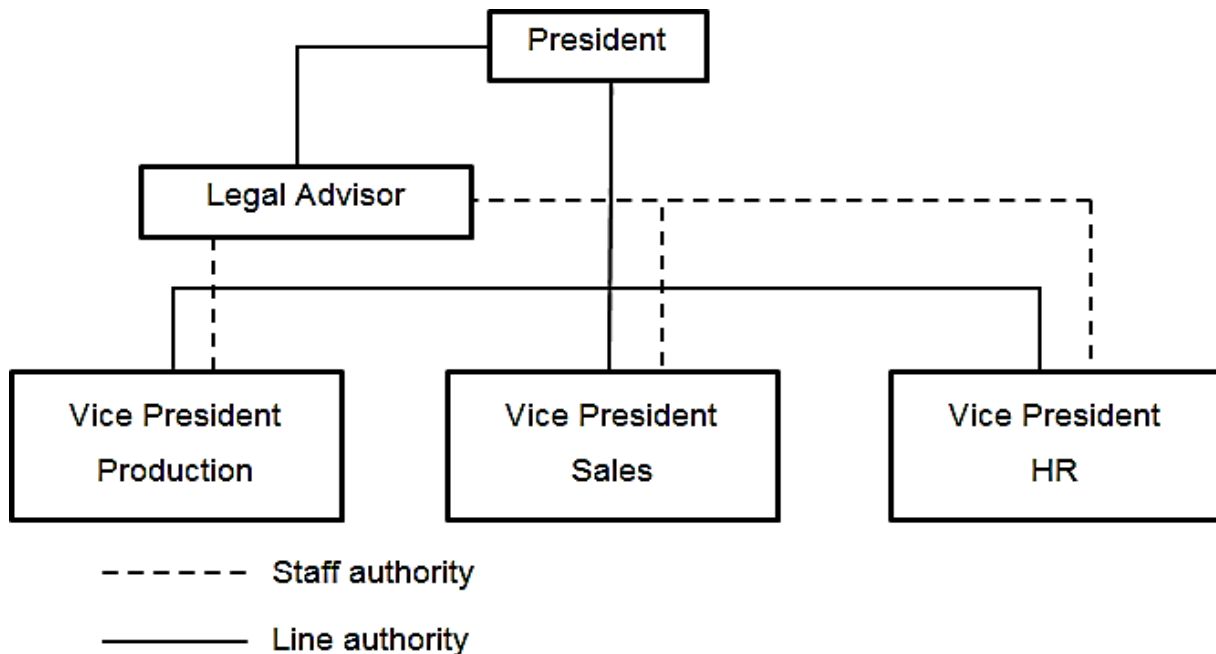 President
Legal Advisor
Vice President
Production
Vice President
Sales
Vice President
HR
Staff authority
Line authority